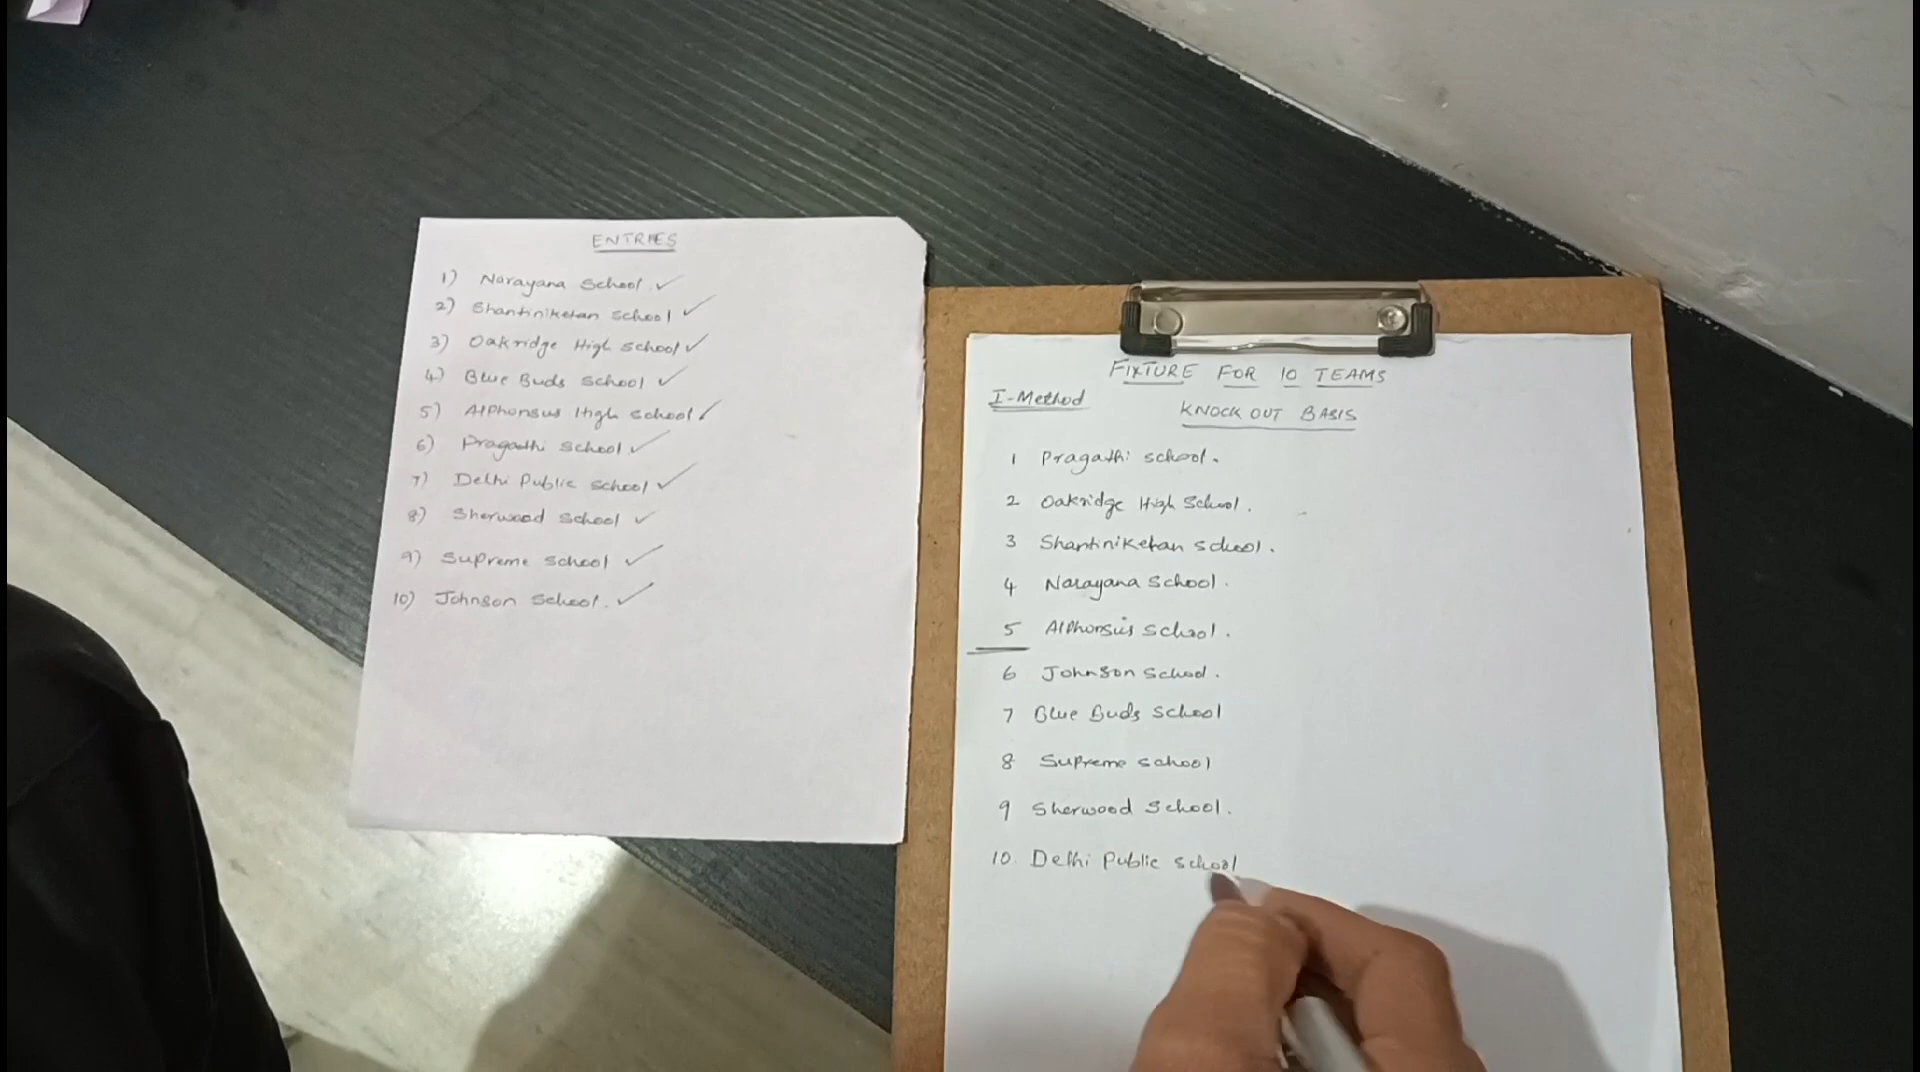 ENTRIES
1) Narayana School
2) Shantiniketan School
3) Oakridge High School
4) Blue Buds School
5) Alphonsus High School
6) Pragathi School
7) Delhi Public School
8) Sherwood School
9) Supreme School
10) Johnson School.
FIXTURE FOR 10 TEAMS
I-Method
KNOCK OUT BASIS
1 Pragathi School.
2 Oakridge High School.
3 Shantiniketan School.
4 Narayana School.
5 Alphonsus School.
6 Johnson School.
7 Blue Buds School
8 Supreme School
9 Sherwood School.
10. Delhi Public School